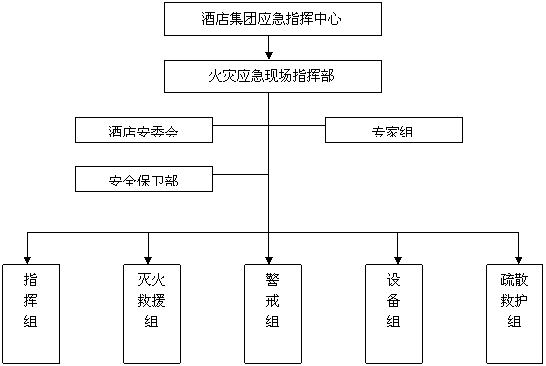 酒店集团应急指挥中心
火灾应急现场指挥部
酒店安委会
专家组
安全保卫部
指
挥
组
灭火
救援
组
警
戒
组
设
备
组
疏散
救护
组